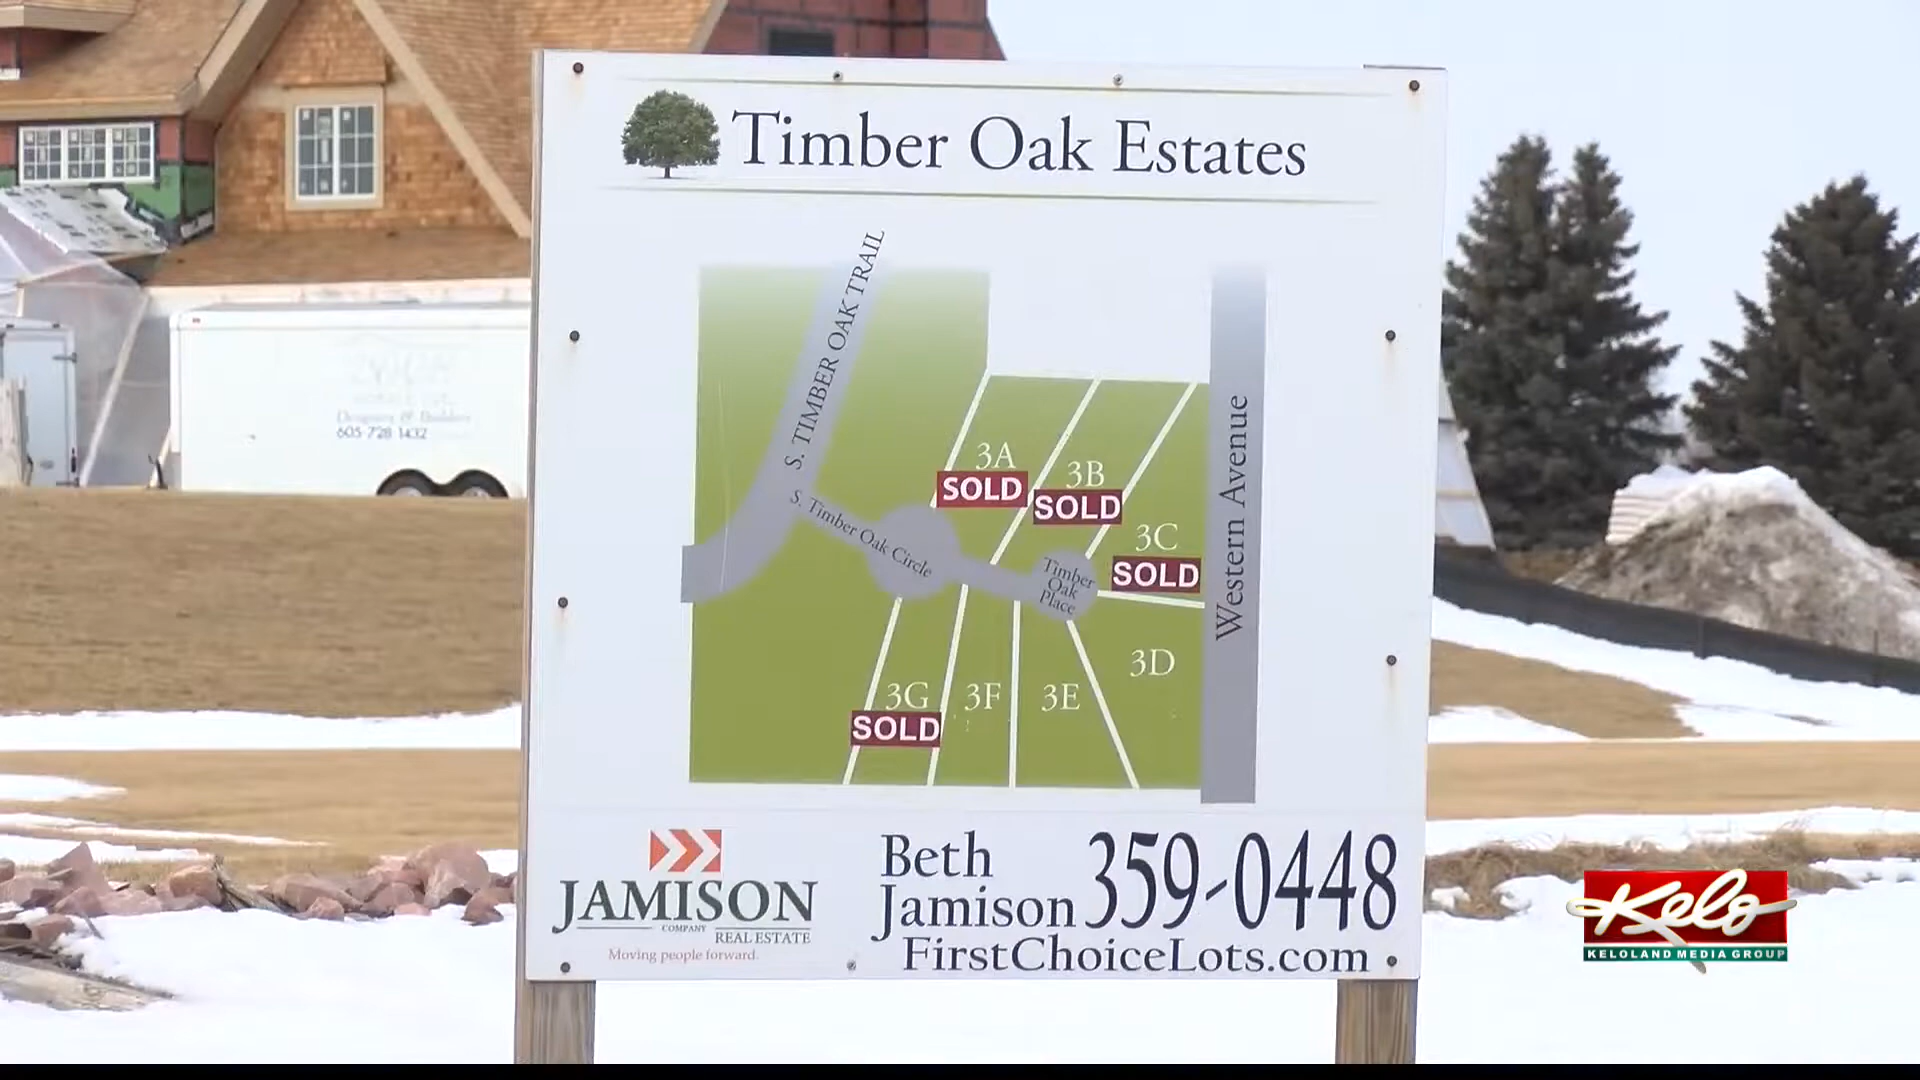 Timber Oak Estates
S. TIMBER OAK TRAIL
S. Timber Oak Circle
Timber
Oak
Place
Western Avenue
3A
SOLD
3B
SOLD
3C
SOLD
3D
3E
3F
3G
SOLD
JAMISON
COMPANY
REAL ESTATE
Moving people forward.
Beth
Jamison
359-0448
FirstChoiceLots.com
Designers & Builders
605 728 1432
Kelo
KELOLAND MEDIA GROUP